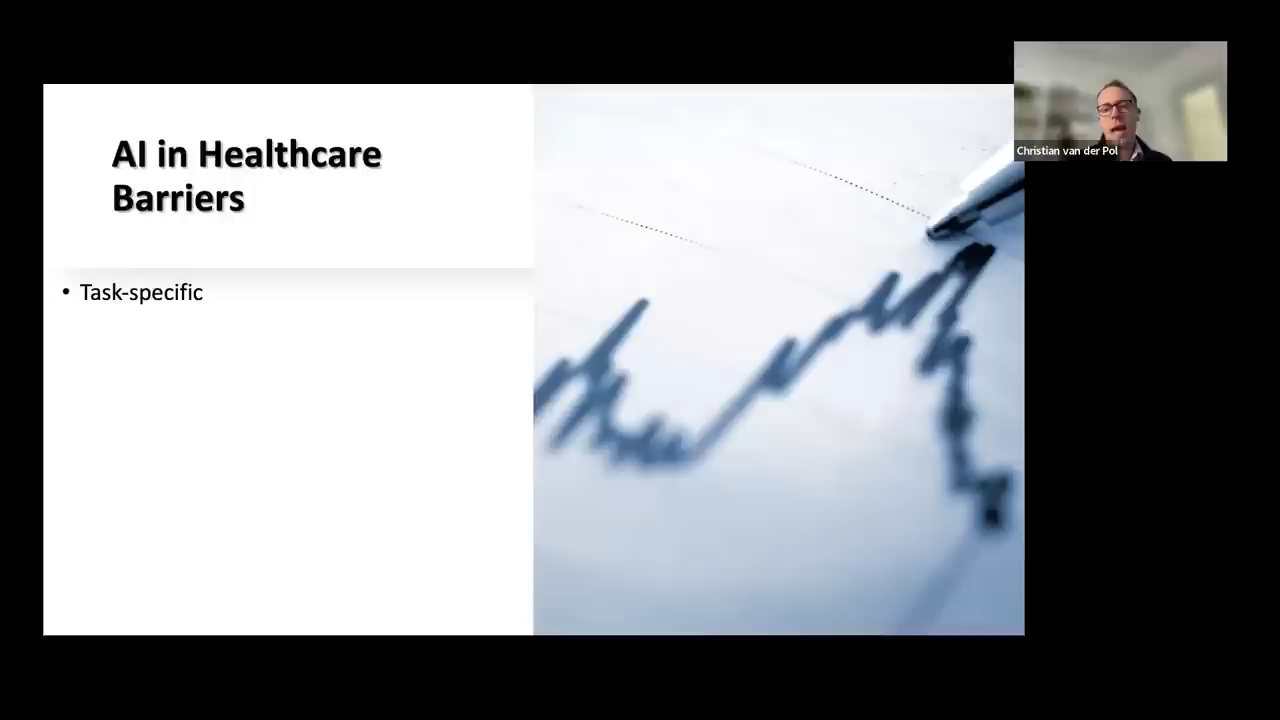 AI in Healthcare
Barriers
• Task-specific
Christian van der Pol